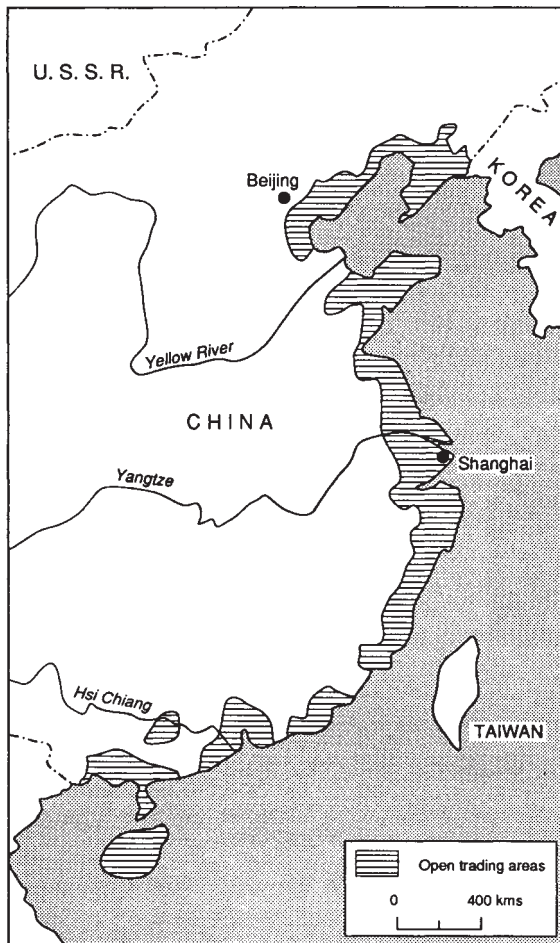 U. S. S. R.
Beijing
KOREA
Yellow River
CHINA
Shanghai
Yangtze
Hsi Chiang
TAIWAN
Open trading areas
0 400 kms